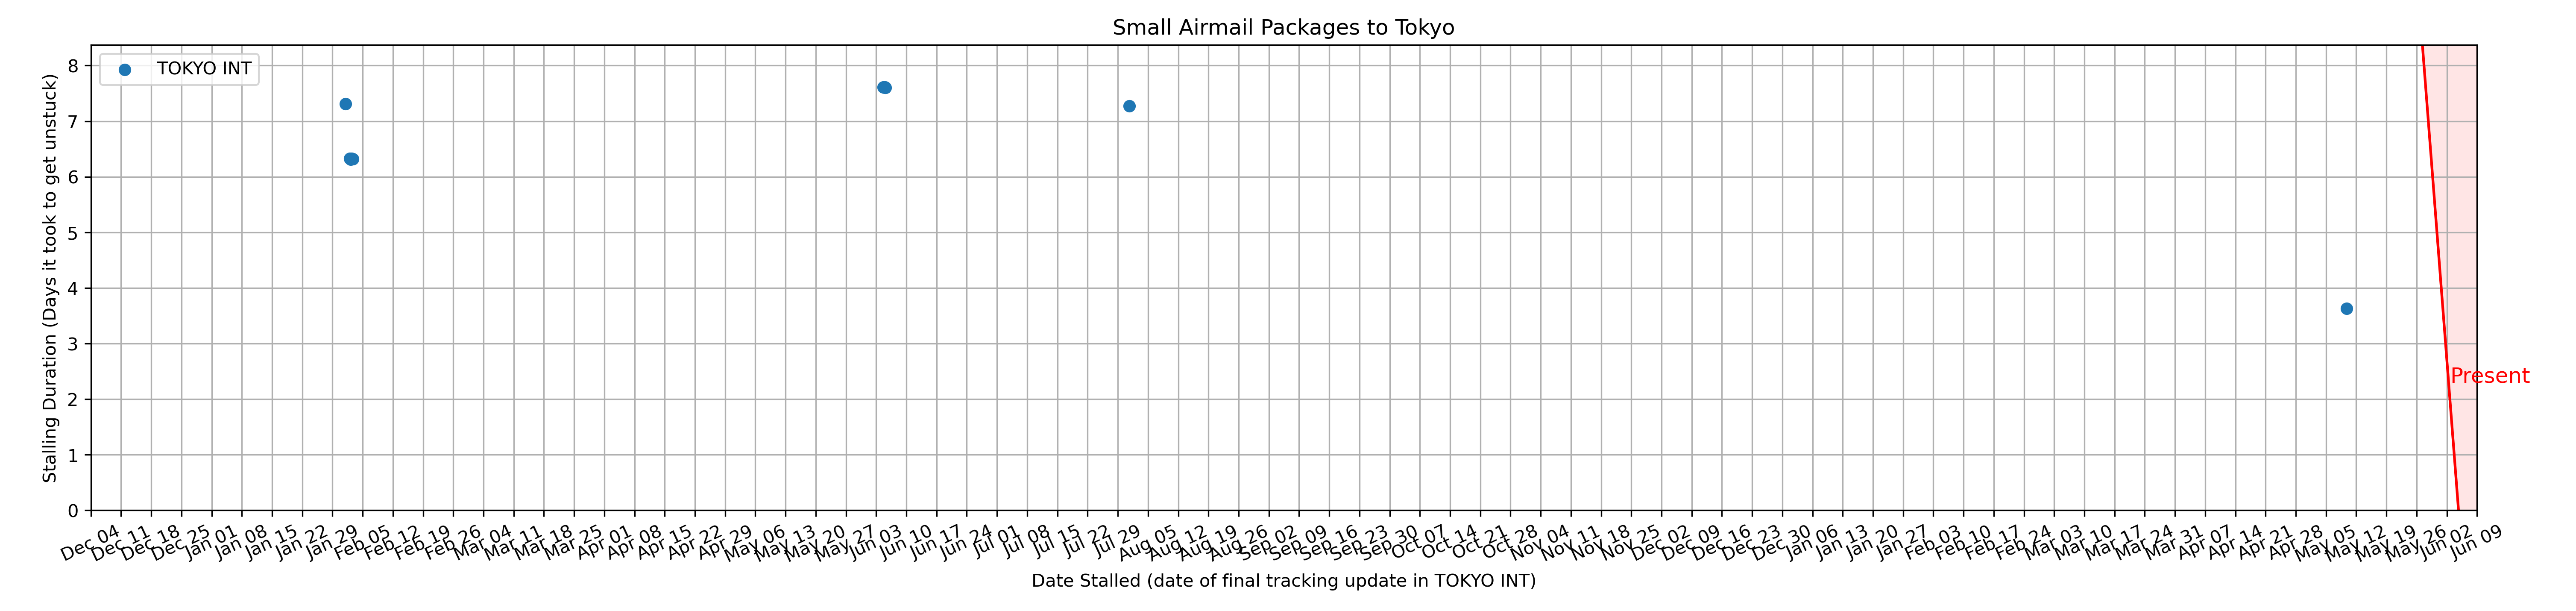 Small Airmail Packages to Tokyo
TOKYO INT
Stalling Duration (Days it took to get unstuck)
8
7
6
5
4
3
2
1
0
Present
Dec 04
Dec 11
Dec 18
Dec 25
Jan 01
Jan 08
Jan 15
Jan 22
Jan 29
Feb 05
Feb 12
Feb 19
Feb 26
Mar 04
Mar 11
Mar 18
Mar 25
Apr 01
Apr 08
Apr 15
Apr 22
Apr 29
May 06
May 13
May 20
May 27
Jun 03
Jun 10
Jun 17
Jun 24
Jul 01
Jul 08
Jul 15
Jul 22
Jul 29
Aug 05
Aug 12
Aug 19
Aug 26
Sep 02
Sep 09
Sep 16
Sep 23
Sep 30
Oct 07
Oct 14
Oct 21
Oct 28
Nov 04
Nov 11
Nov 18
Nov 25
Dec 02
Dec 09
Dec 16
Dec 23
Dec 30
Jan 06
Jan 13
Jan 20
Jan 27
Feb 03
Feb 10
Feb 17
Feb 24
Mar 03
Mar 10
Mar 17
Mar 24
Mar 31
Apr 07
Apr 14
Apr 21
Apr 28
May 05
May 12
May 19
May 26
Jun 02
Jun 09
Date Stalled (date of final tracking update in TOKYO INT)